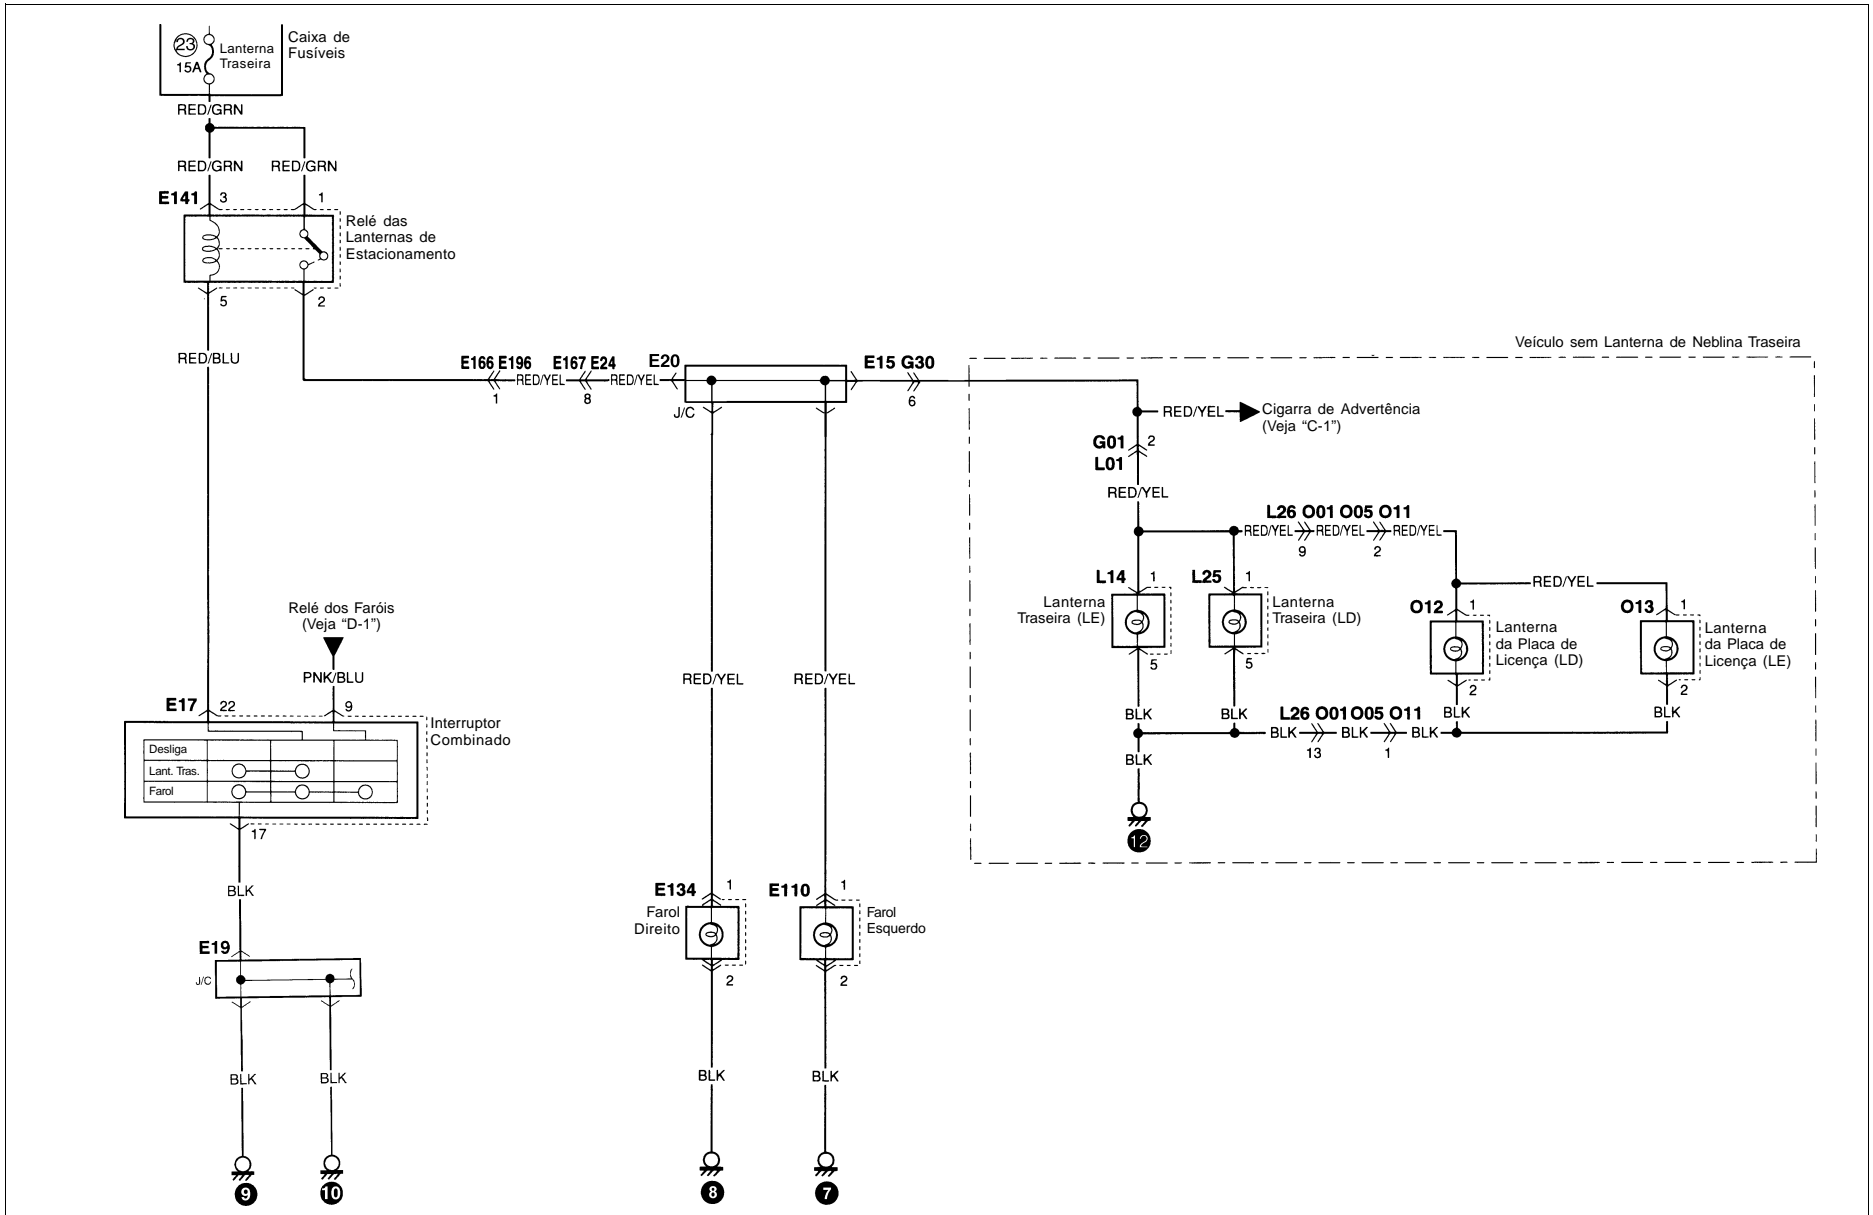 23
15A
Lanterna
Traseira
Caixa de
Fusíveis
RED/GRN
RED/GRN RED/GRN
E141 3 1
Relé das
Lanternas de
Estacionamento
5 2
RED/BLU
E166 E196 E167 E24 E20 E15 G30
RED/YEL RED/YEL
1 8 J/C 6
Veículo sem Lanterna de Neblina Traseira
RED/YEL Cigarra de Advertência
(Veja “C-1”)
G01 2
L01
RED/YEL
L26 O01 O05 O11
RED/YEL RED/YEL RED/YEL
9 2
RED/YEL
L14 1 L25 1
Lanterna
Traseira (LE)
Lanterna
Traseira (LD)
5 5
O12 1 O13 1
Lanterna
da Placa de
Licença (LD)
Lanterna
da Placa de
Licença (LE)
2 2
BLK BLK BLK BLK
L26 O01 O05 O11
BLK BLK BLK
13 1
BLK
12
Relé dos Faróis
(Veja “D-1”)
PNK/BLU
RED/YEL RED/YEL
E17 22 9
Interruptor
Combinado
Desliga
Lant. Tras.
Farol
17
BLK
E19
J/C
BLK BLK
9 10
E134 1 E110 1
Farol
Direito
Farol
Esquerdo
2 2
BLK BLK
8 7